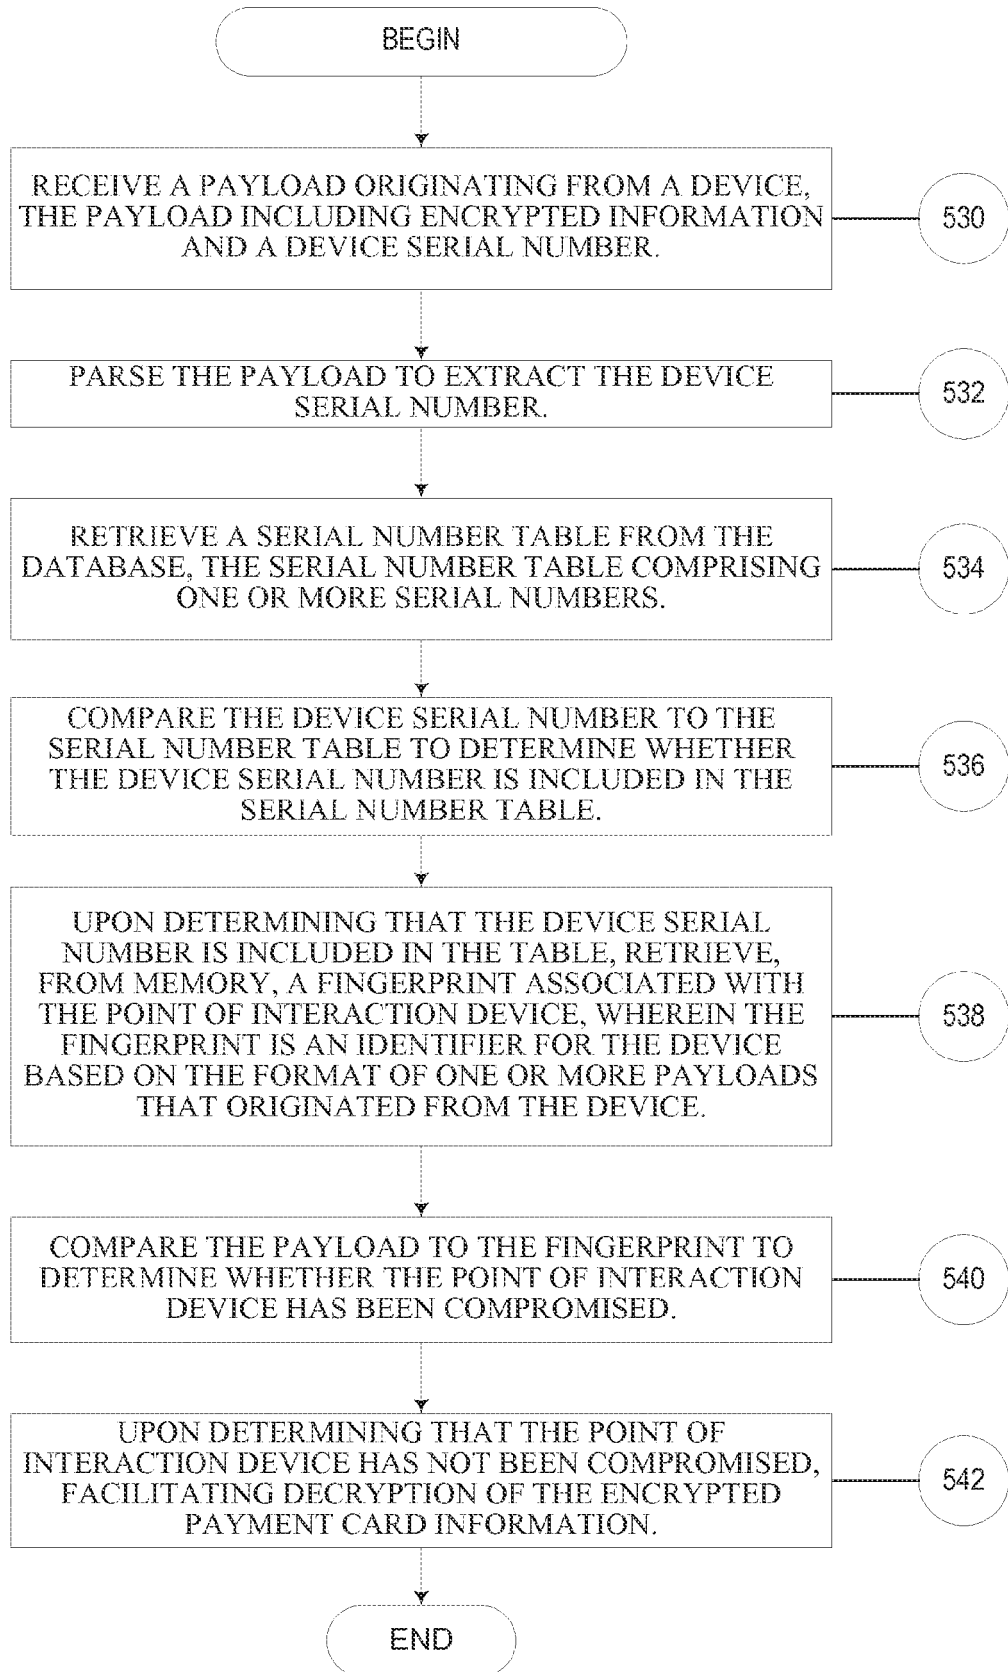 BEGIN
RECEIVE A PAYLOAD ORIGINATING FROM A DEVICE,
THE PAYLOAD INCLUDING ENCRYPTED INFORMATION
AND A DEVICE SERIAL NUMBER.
530
PARSE THE PAYLOAD TO EXTRACT THE DEVICE
SERIAL NUMBER.
532
RETRIEVE A SERIAL NUMBER TABLE FROM THE
DATABASE, THE SERIAL NUMBER TABLE COMPRISING
ONE OR MORE SERIAL NUMBERS.
534
COMPARE THE DEVICE SERIAL NUMBER TO THE
SERIAL NUMBER TABLE TO DETERMINE WHETHER
THE DEVICE SERIAL NUMBER IS INCLUDED IN THE
SERIAL NUMBER TABLE.
536
UPON DETERMINING THAT THE DEVICE SERIAL
NUMBER IS INCLUDED IN THE TABLE, RETRIEVE,
FROM MEMORY, A FINGERPRINT ASSOCIATED WITH
THE POINT OF INTERACTION DEVICE, WHEREIN THE
FINGERPRINT IS AN IDENTIFIER FOR THE DEVICE
BASED ON THE FORMAT OF ONE OR MORE PAYLOADS
THAT ORIGINATED FROM THE DEVICE.
538
COMPARE THE PAYLOAD TO THE FINGERPRINT TO
DETERMINE WHETHER THE POINT OF INTERACTION
DEVICE HAS BEEN COMPROMISED.
540
UPON DETERMINING THAT THE POINT OF
INTERACTION DEVICE HAS NOT BEEN COMPROMISED,
FACILITATING DECRYPTION OF THE ENCRYPTED
PAYMENT CARD INFORMATION.
542
END